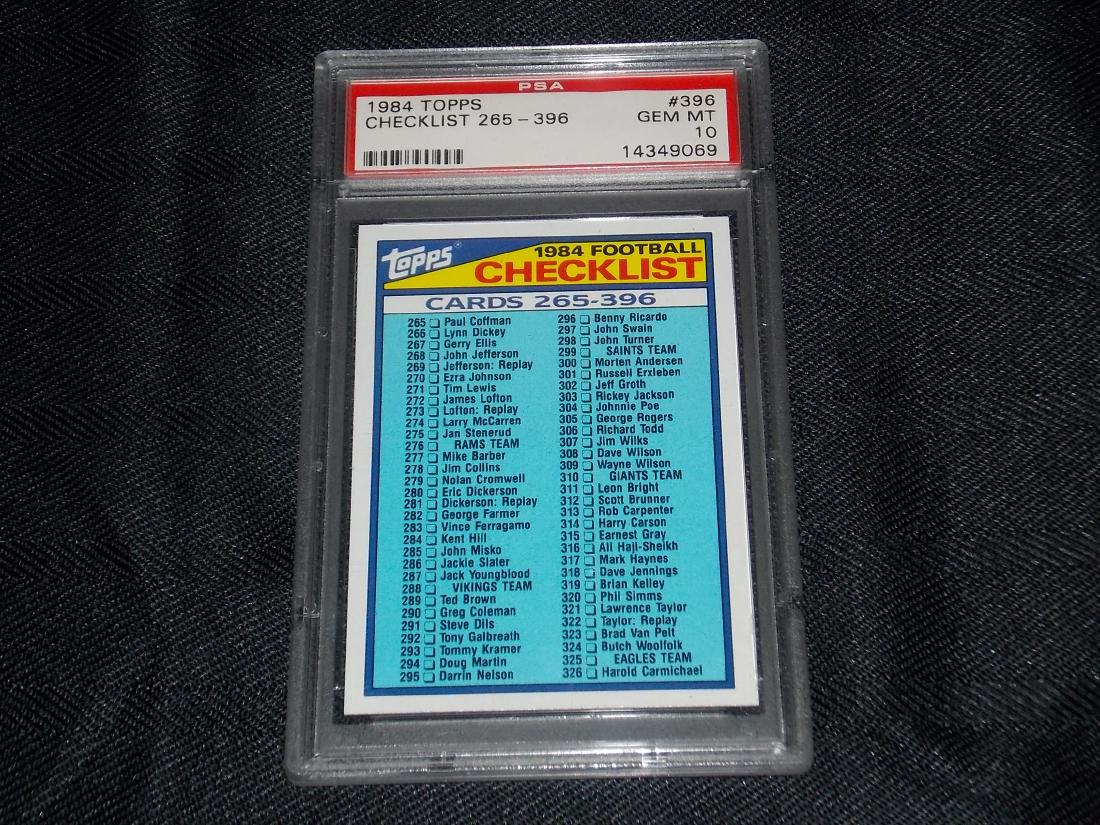 PSA
1984 TOPPS #396
CHECKLIST 265 – 396 GEM MT
10
14349069
Topps®
1984 FOOTBALL
CHECKLIST
CARDS 265-396
265 Paul Coffman
266 Lynn Dickey
267 Gerry Ellis
268 John Jefferson
269 Jefferson: Replay
270 Ezra Johnson
271 Tim Lewis
272 James Lofton
273 Lofton: Replay
274 Larry McCarren
275 Jan Stenerud
276 RAMS TEAM
277 Mike Barber
278 Jim Collins
279 Nolan Cromwell
280 Eric Dickerson
281 Dickerson: Replay
282 George Farmer
283 Vince Ferragamo
284 Kent Hill
285 John Misko
286 Jackie Slater
287 Jack Youngblood
288 VIKINGS TEAM
289 Ted Brown
290 Greg Coleman
291 Steve Dils
292 Tony Galbreath
293 Tommy Kramer
294 Doug Martin
295 Darrin Nelson
296 Benny Ricardo
297 John Swain
298 John Turner
299 SAINTS TEAM
300 Morten Andersen
301 Russell Erxleben
302 Jeff Groth
303 Rickey Jackson
304 Johnnie Poe
305 George Rogers
306 Richard Todd
307 Jim Wilks
308 Dave Wilson
309 Wayne Wilson
310 GIANTS TEAM
311 Leon Bright
312 Scott Brunner
313 Rob Carpenter
314 Harry Carson
315 Earnest Gray
316 Ali Haji-Sheikh
317 Mark Haynes
318 Dave Jennings
319 Brian Kelley
320 Phil Simms
321 Lawrence Taylor
322 Taylor: Replay
323 Brad Van Pelt
324 Butch Woolfolk
325 EAGLES TEAM
326 Harold Carmichael